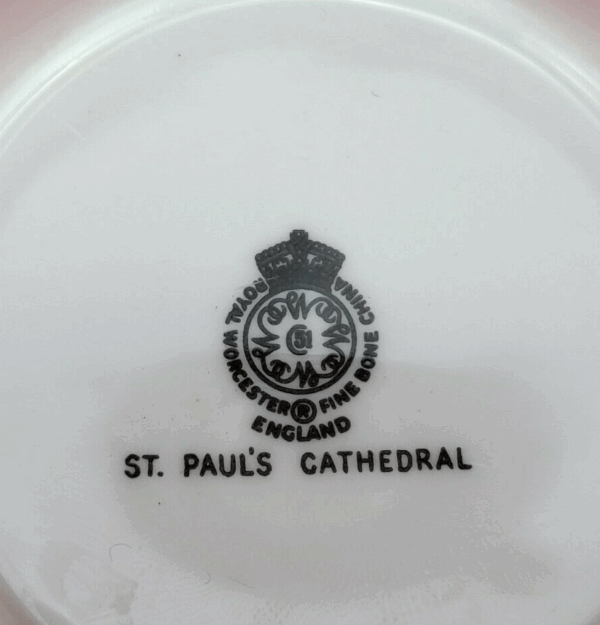 ROYAL WORCESTER ® FINE BONE CHINA
51
ENGLAND
ST. PAUL'S CATHEDRAL